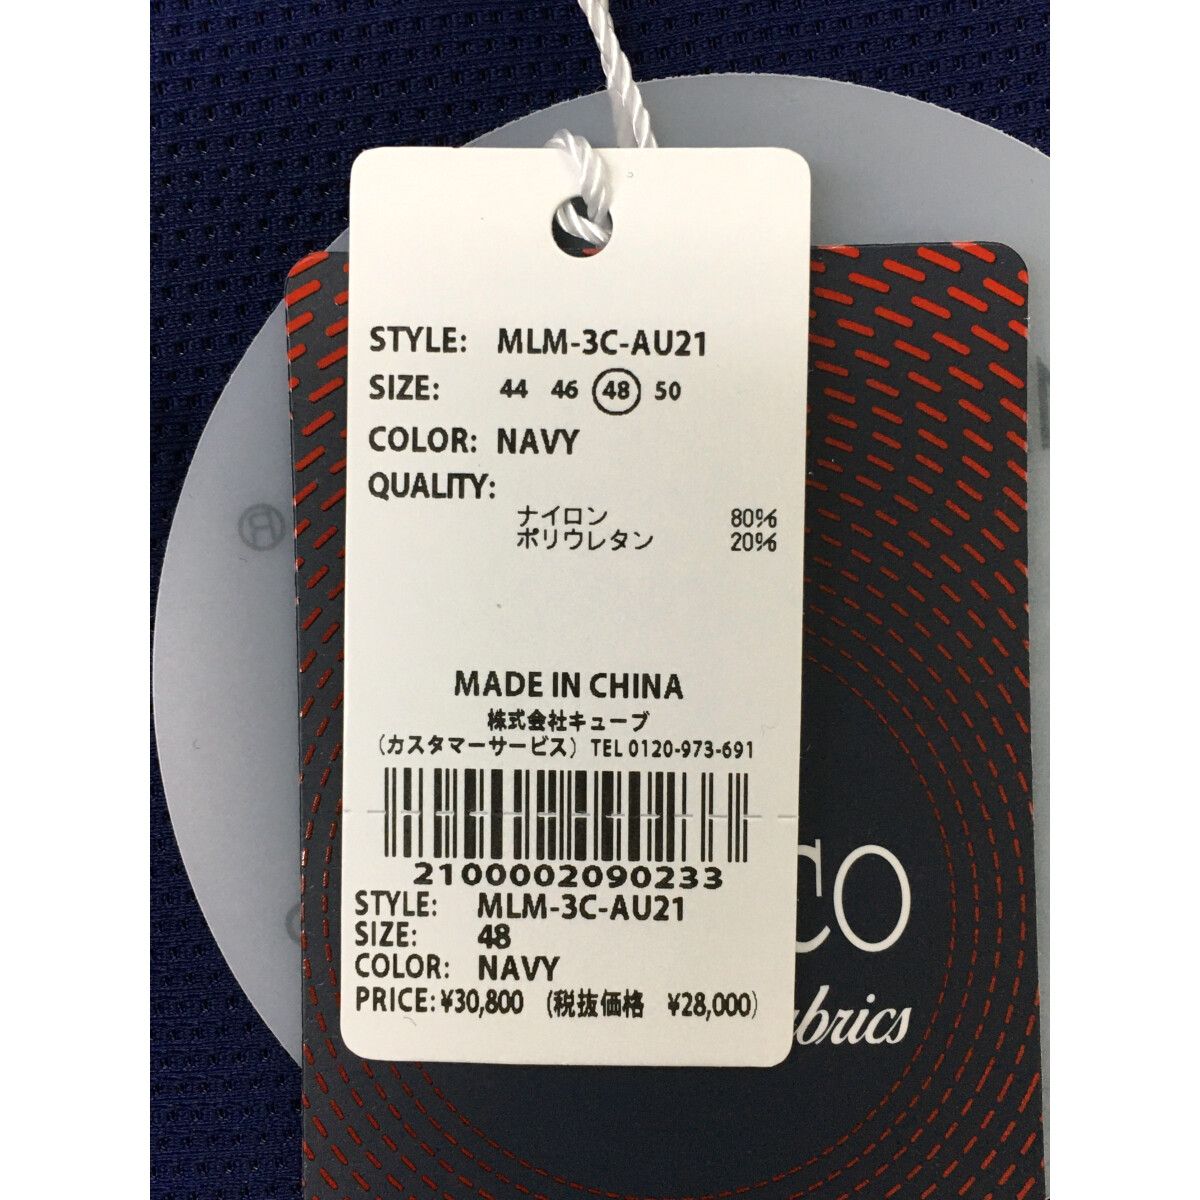 STYLE: MLM-3C-AU21
SIZE: 44 46 48 50
COLOR: NAVY
QUALITY:
ナイロン 80%
ポリウレタン 20%
®
MADE IN CHINA
株式会社キューブ
(カスタマーサービス) TEL 0120-973-691
2100002090233
STYLE: MLM-3C-AU21
SIZE: 48
COLOR: NAVY
PRICE:¥30,800 (税抜価格 ¥28,000)
CO
brics